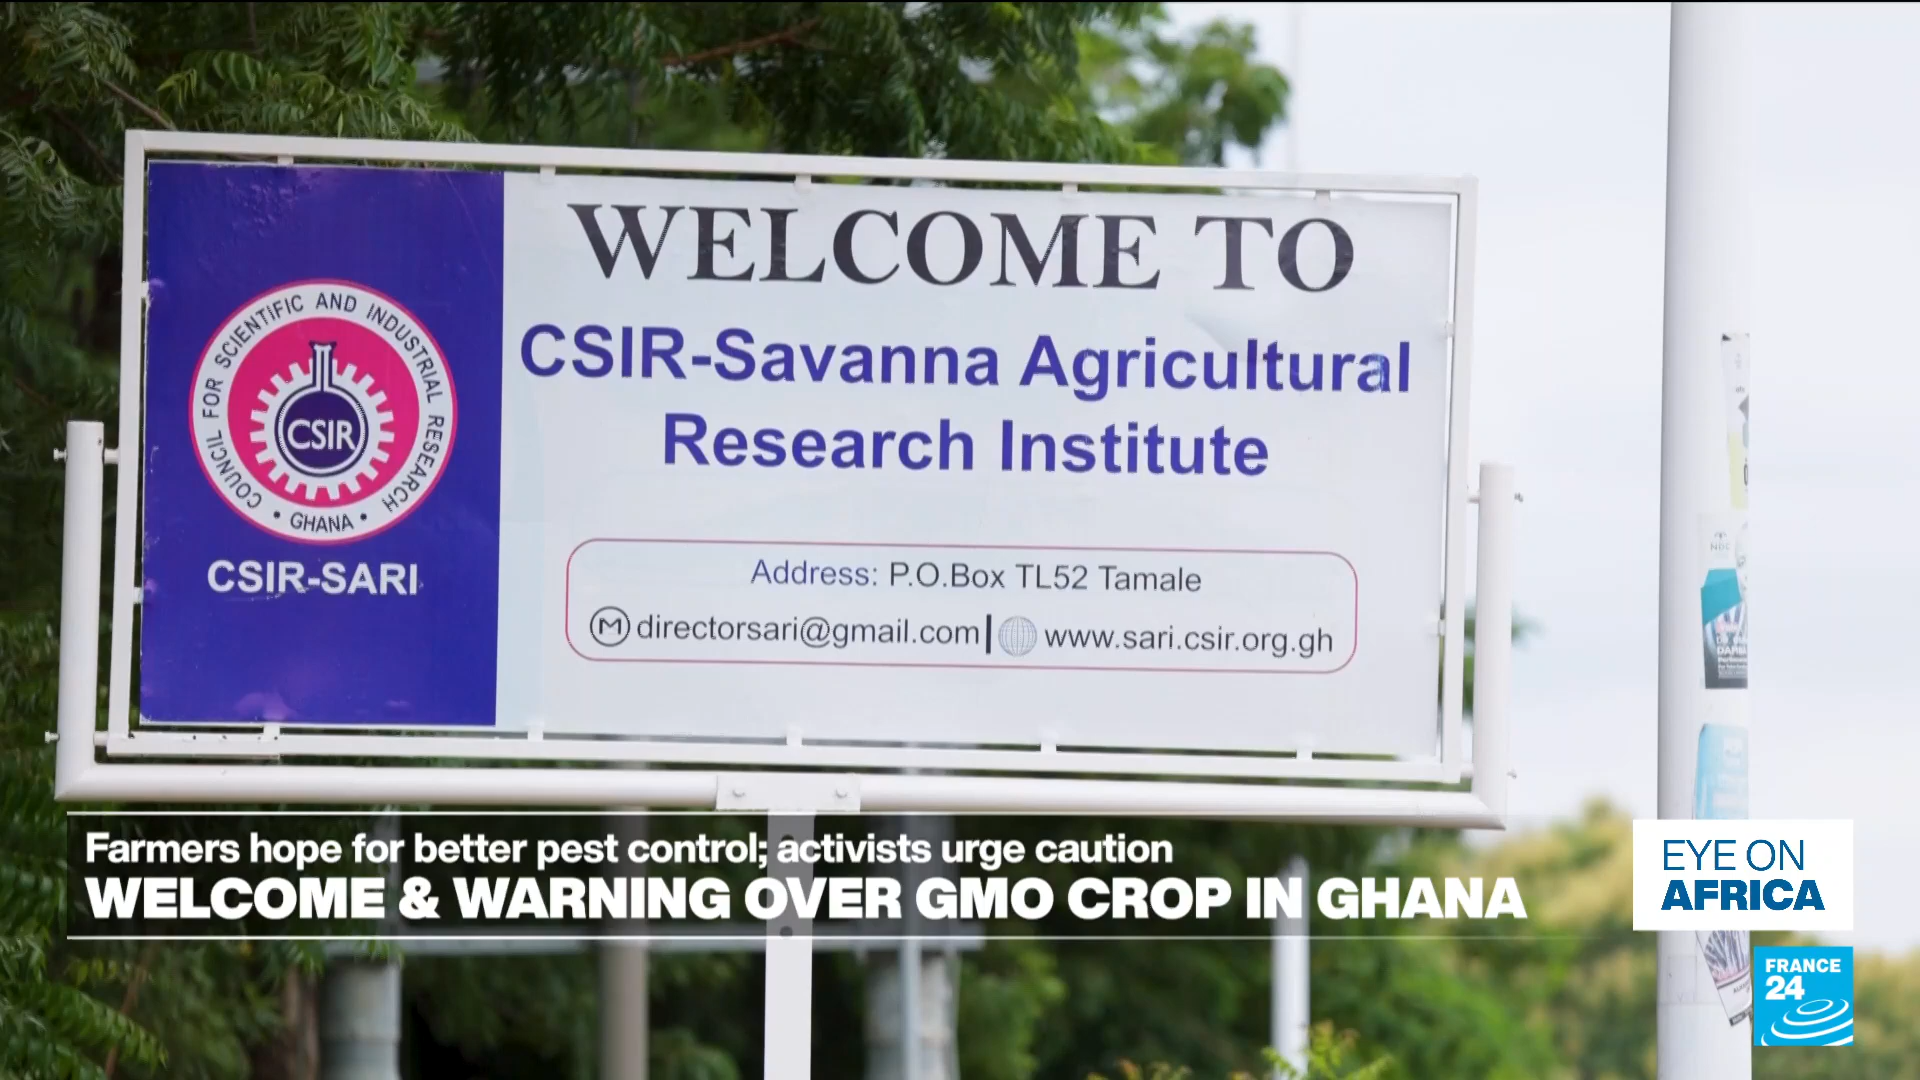 WELCOME TO
CSIR-Savanna Agricultural
Research Institute
COUNCIL FOR SCIENTIFIC AND INDUSTRIAL RESEARCH
• GHANA •
CSIR
CSIR-SARI
Address: P.O.Box TL52 Tamale
directorsari@gmail.com | www.sari.csir.org.gh
Farmers hope for better pest control; activists urge caution
WELCOME & WARNING OVER GMO CROP IN GHANA
EYE ON
AFRICA
FRANCE
24